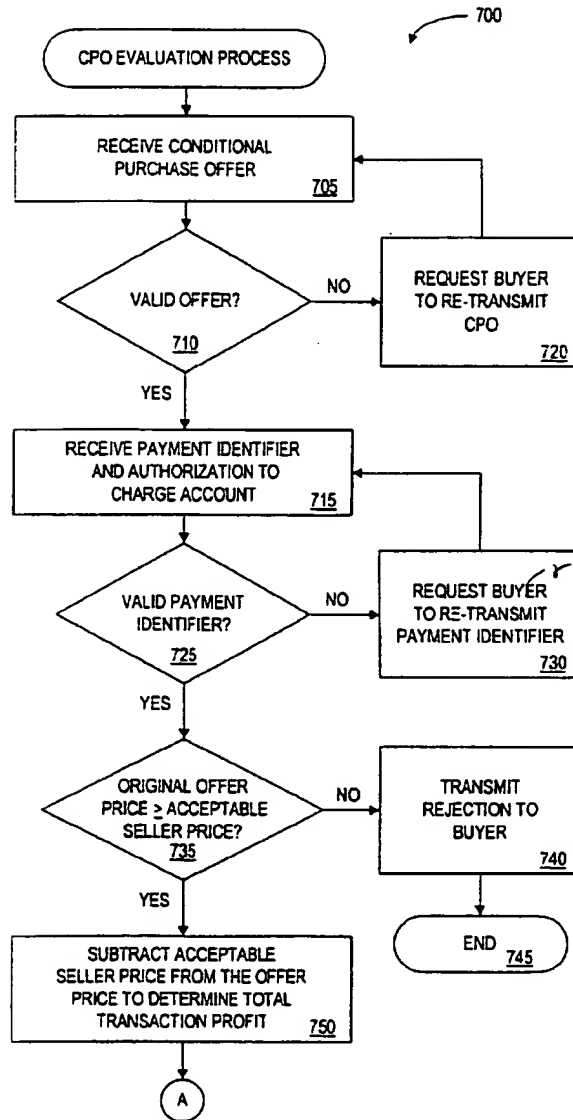 700
CPO EVALUATION PROCESS
RECEIVE CONDITIONAL
PURCHASE OFFER
705
VALID OFFER?
710
NO
REQUEST BUYER
TO RE-TRANSMIT
CPO
720
YES
RECEIVE PAYMENT IDENTIFIER
AND AUTHORIZATION TO
CHARGE ACCOUNT
715
VALID PAYMENT
IDENTIFIER?
725
NO
REQUEST BUYER
TO RE-TRANSMIT
PAYMENT IDENTIFIER
730
YES
ORIGINAL OFFER
PRICE ≥ ACCEPTABLE
SELLER PRICE?
735
NO
TRANSMIT
REJECTION TO
BUYER
740
YES
END
745
SUBTRACT ACCEPTABLE
SELLER PRICE FROM THE OFFER
PRICE TO DETERMINE TOTAL
TRANSACTION PROFIT
750
A